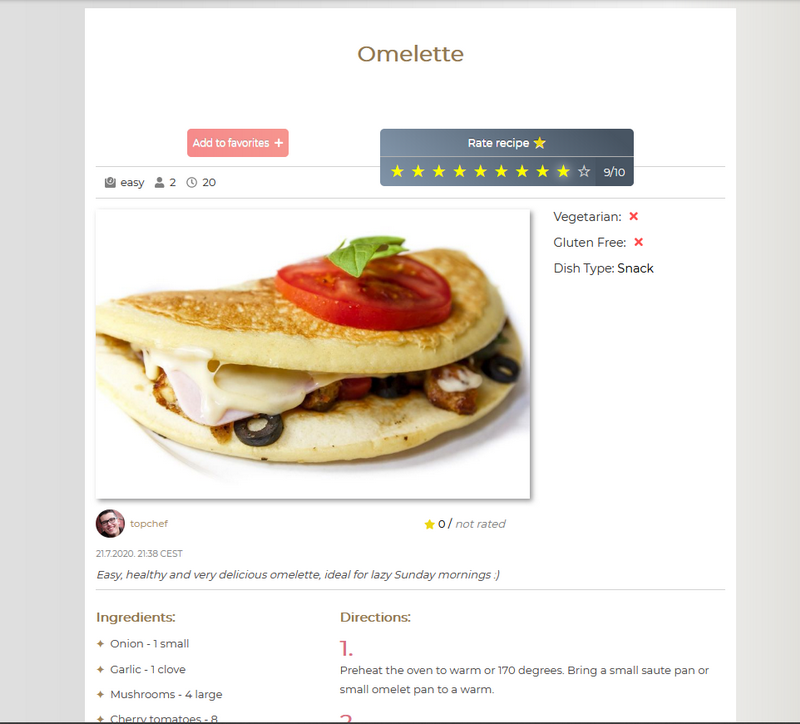 Omelette
Add to favorites +
Rate recipe
9/10
easy 2 20
Vegetarian:
Gluten Free:
Dish Type: Snack
topchef
0 / not rated
21.7.2020. 21:38 CEST
Easy, healthy and very delicious omelette, ideal for lazy Sunday mornings :)
Ingredients:
Onion - 1 small
Garlic - 1 clove
Mushrooms - 4 large
Cherry tomatoes - 8
Directions:
1.
Preheat the oven to warm or 170 degrees. Bring a small saute pan or
small omelet pan to a warm.
2.